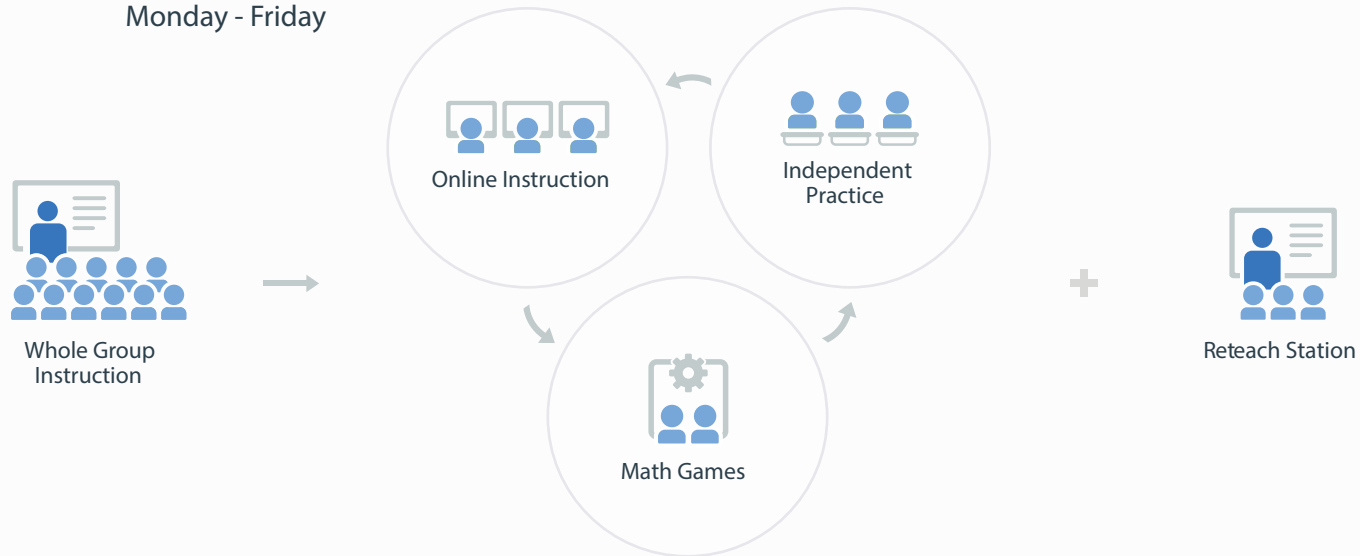 Monday - Friday
Online Instruction
Independent
Practice
Whole Group
Instruction
Reteach Station
Math Games